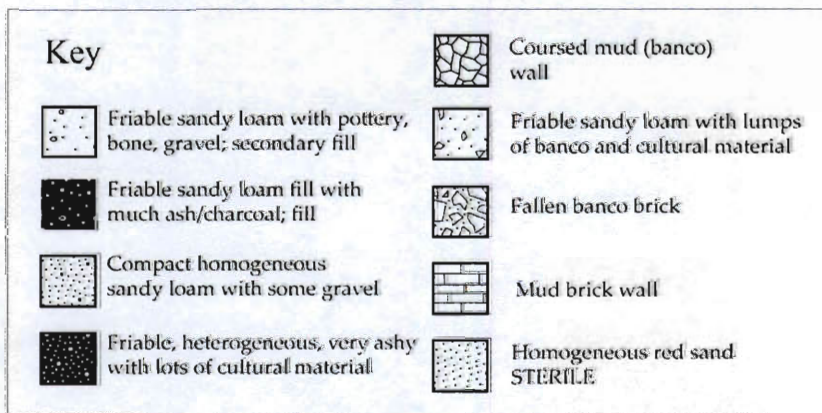 Key
Friable sandy loam with pottery,
bone, gravel; secondary fill
Friable sandy loam fill with
much ash/charcoal; fill
Compact homogeneous
sandy loam with some gravel
Friable, heterogeneous, very ashy
with lots of cultural material
Coursed mud (banco)
wall
Friable sandy loam with lumps
of banco and cultural material
Fallen banco brick
Mud brick wall
Homogeneous red sand
STERILE